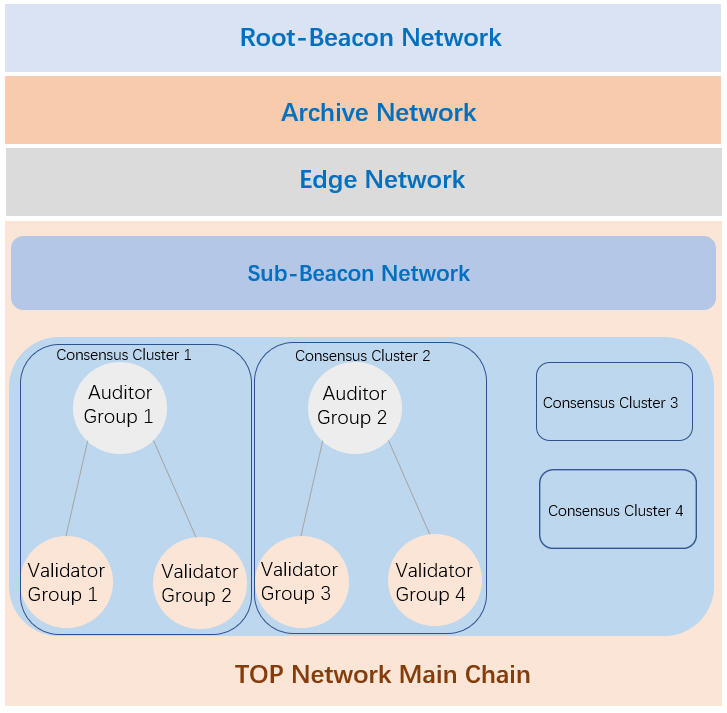 Root-Beacon Network
Archive Network
Edge Network
Sub-Beacon Network
Consensus Cluster 1
Auditor
Group 1
Validator
Group 1
Validator
Group 2
Consensus Cluster 2
Auditor
Group 2
Validator
Group 3
Validator
Group 4
Consensus Cluster 3
Consensus Cluster 4
TOP Network Main Chain